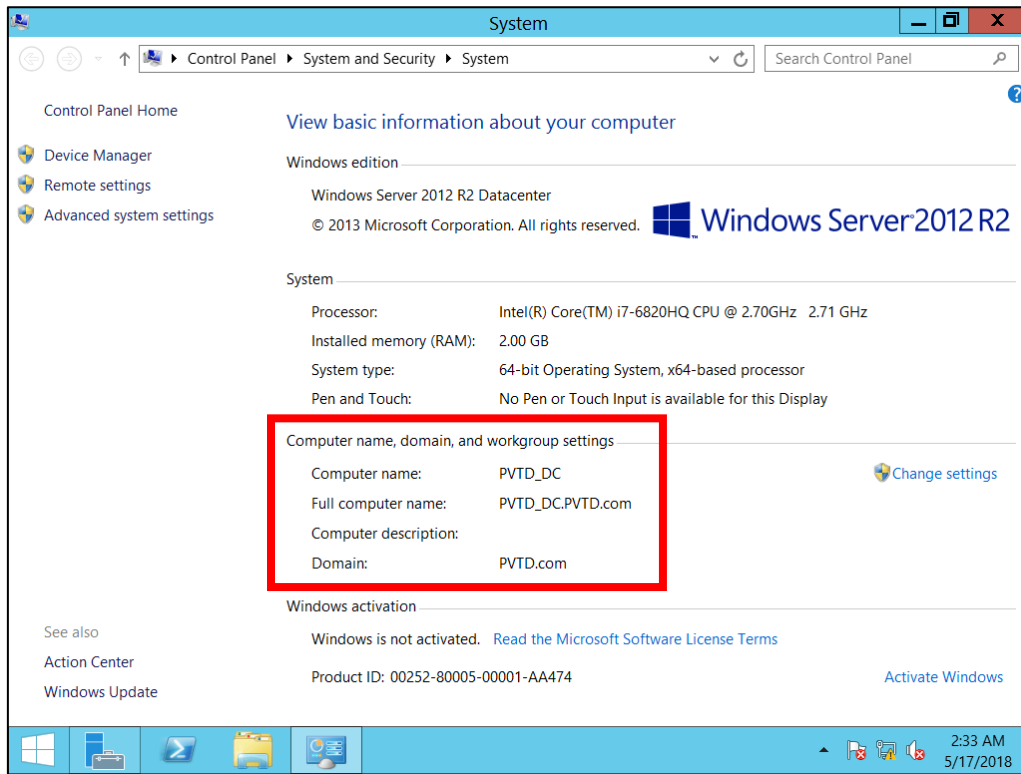 System
Control Panel ▸ System and Security ▸ System
Search Control Panel
Control Panel Home
Device Manager
Remote settings
Advanced system settings
See also
Action Center
Windows Update
View basic information about your computer
Windows edition
Windows Server 2012 R2 Datacenter
© 2013 Microsoft Corporation. All rights reserved.
Windows Server 2012 R2
System
Processor: Intel(R) Core(TM) i7-6820HQ CPU @ 2.70GHz 2.71 GHz
Installed memory (RAM): 2.00 GB
System type: 64-bit Operating System, x64-based processor
Pen and Touch: No Pen or Touch Input is available for this Display
Computer name, domain, and workgroup settings
Computer name: PVTD_DC
Change settings
Full computer name: PVTD_DC.PVTD.com
Computer description:
Domain: PVTD.com
Windows activation
Windows is not activated. Read the Microsoft Software License Terms
Product ID: 00252-80005-00001-AA474
Activate Windows
2:33 AM
5/17/2018